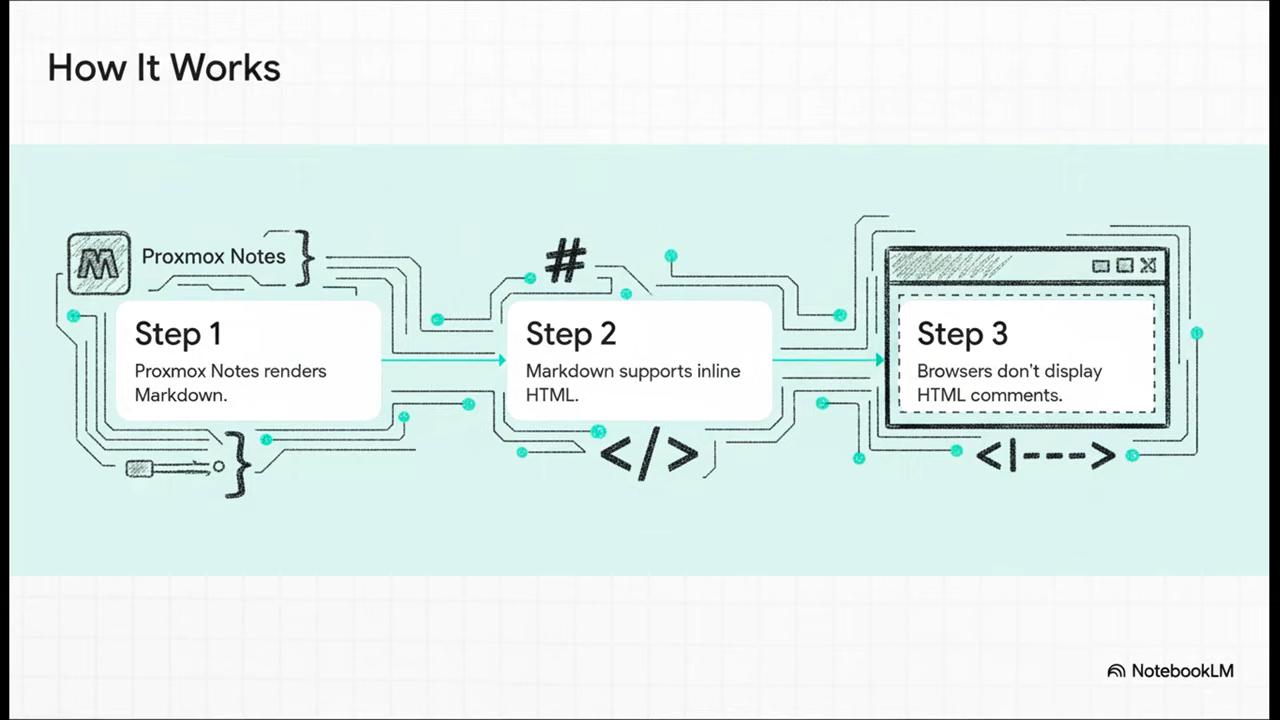 How It Works
Proxmox Notes }
#
Step 1
Proxmox Notes renders
Markdown.
}
Step 2
Markdown supports inline
HTML.
</>
Step 3
Browsers don't display
HTML comments.
<|--->
NotebookLM